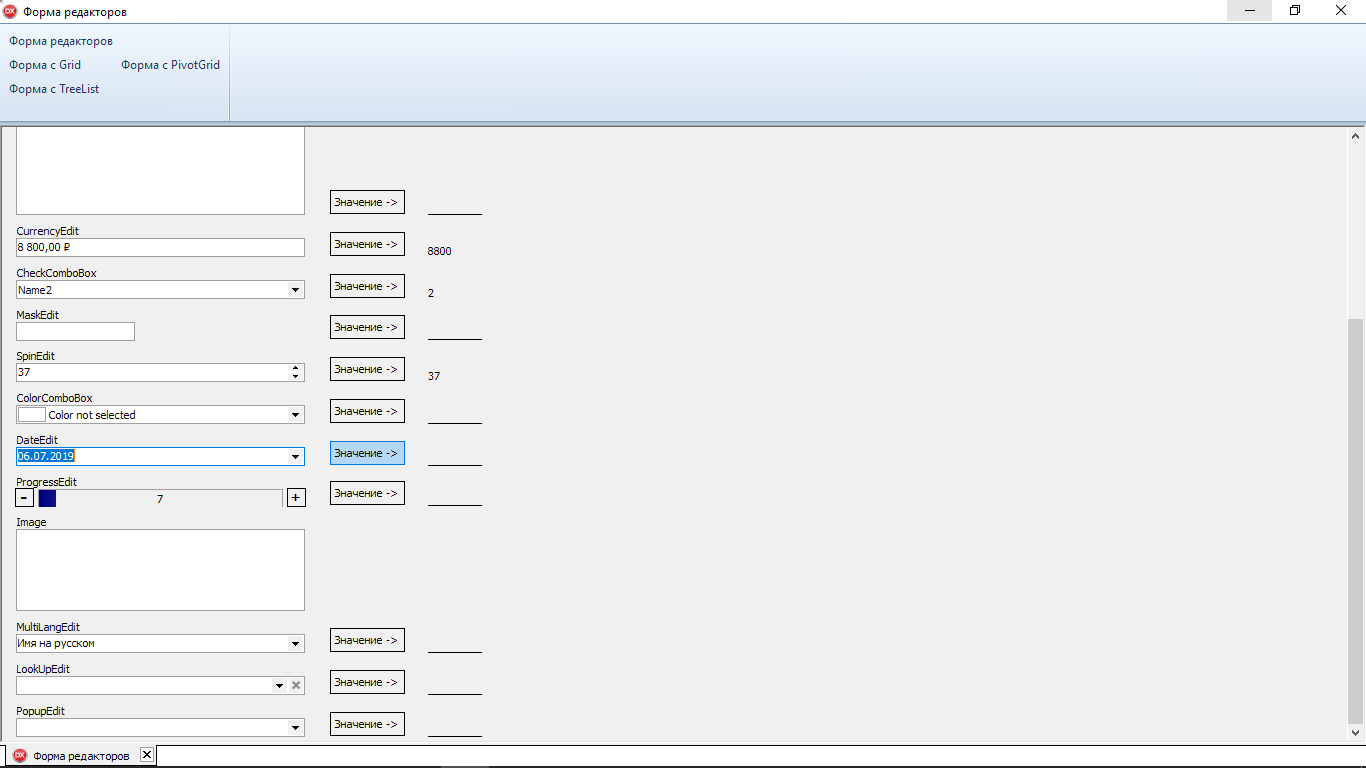 DX Форма редакторов
Форма редакторов
Форма с Grid Форма с PivotGrid
Форма с TreeList
Значение ->
CurrencyEdit
8 800,00 ₽ Значение -> 8800
CheckComboBox
Name2 Значение -> 2
MaskEdit
Значение ->
SpinEdit
37 Значение -> 37
ColorComboBox
Color not selected Значение ->
DateEdit
06.07.2019 Значение ->
ProgressEdit
- 7 + Значение ->
Image
MultiLangEdit
Имя на русском Значение ->
LookUpEdit
Значение ->
PopupEdit
Значение ->
DX Форма редакторов